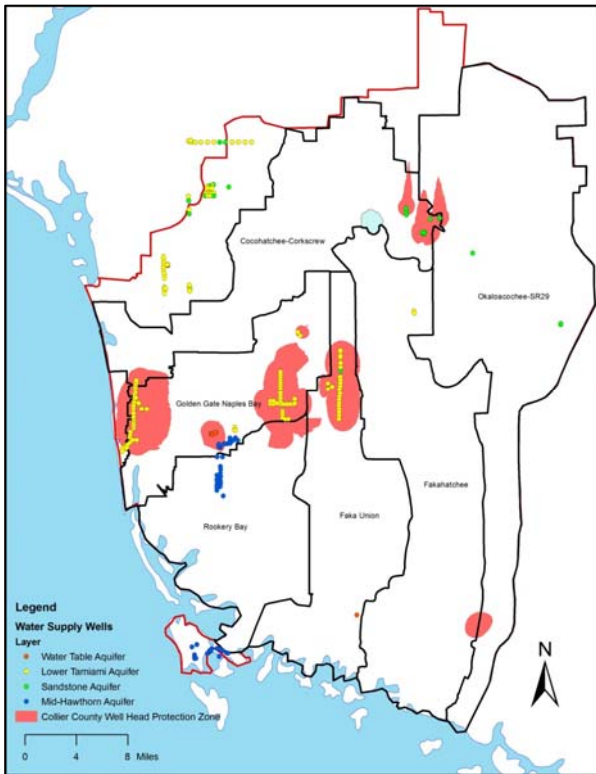 Cocohatchee-Corkscrew
Okaloacoochee-SR29
Golden Gate Naples Bay
Fakahatchee
Faka Union
Rookery Bay
N
Legend
Water Supply Wells
Layer
Water Table Aquifer
Lower Tamiami Aquifer
Sandstone Aquifer
Mid-Hawthorn Aquifer
Collier County Well Head Protection Zone
0 4 8
Miles